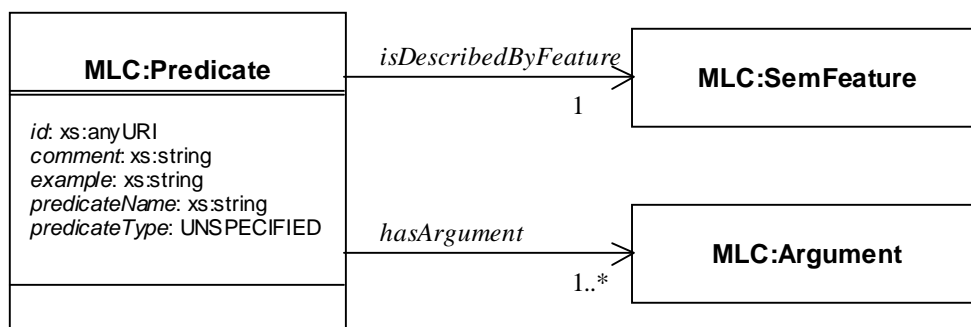 MLC:Predicate
id: xs:anyURI
comment: xs:string
example: xs:string
predicateName: xs:string
predicateType: UNSPECIFIED
isDescribedByFeature
1
MLC:SemFeature
hasArgument
1..*
MLC:Argument